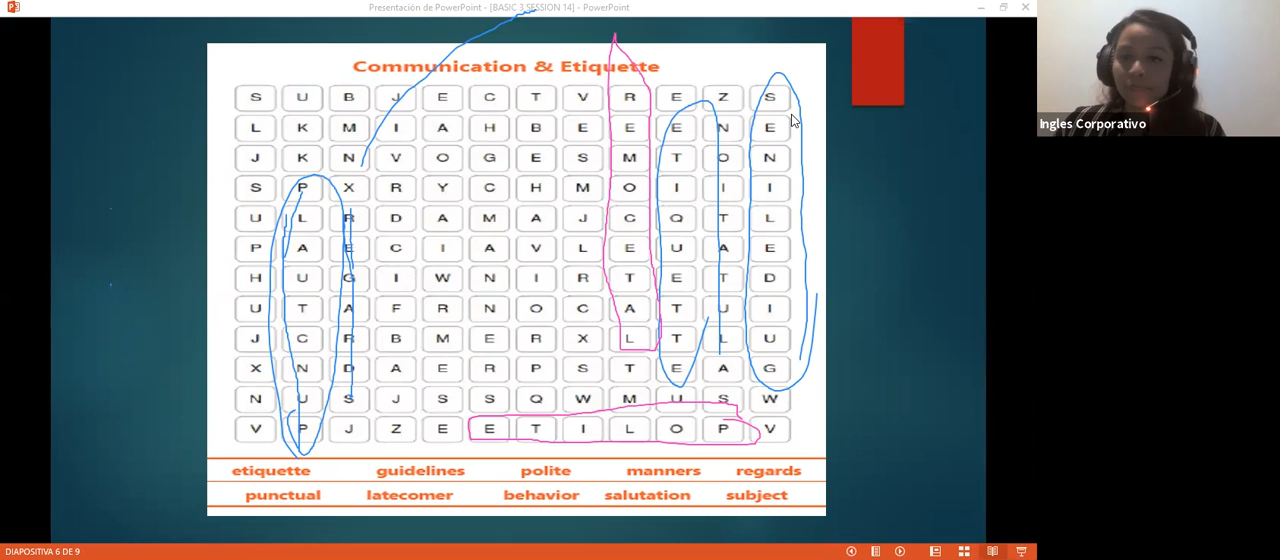 Presentación de PowerPoint - [BASIC 3 SESSION 14] - PowerPoint
Communication & Etiquette
S U B J E C T V R E Z S
L K M I A H B E E E N E
J K N V O G E S M T O N
S P X R Y C H M O I I I
U L R D A M A J C Q T L
P A E C I A V L E U A E
H U G I W N I R T E T D
U T A F R N O C A T U I
J C R B M E R X L T L U
X N D A E R P S T E A G
N U S J S S Q W M U S W
V P J Z E E T I L O P V
etiquette guidelines polite manners regards
punctual latecomer behavior salutation subject
Ingles Corporativo
DIAPOSITIVA 6 DE 9